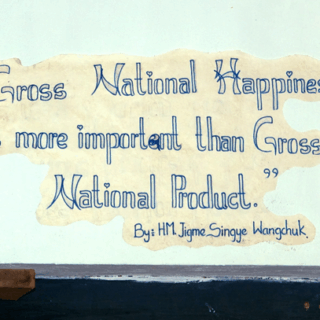 Gross National Happines
s more important than Gross
National Product."
By: HM. Jigme Singye Wangchuk.